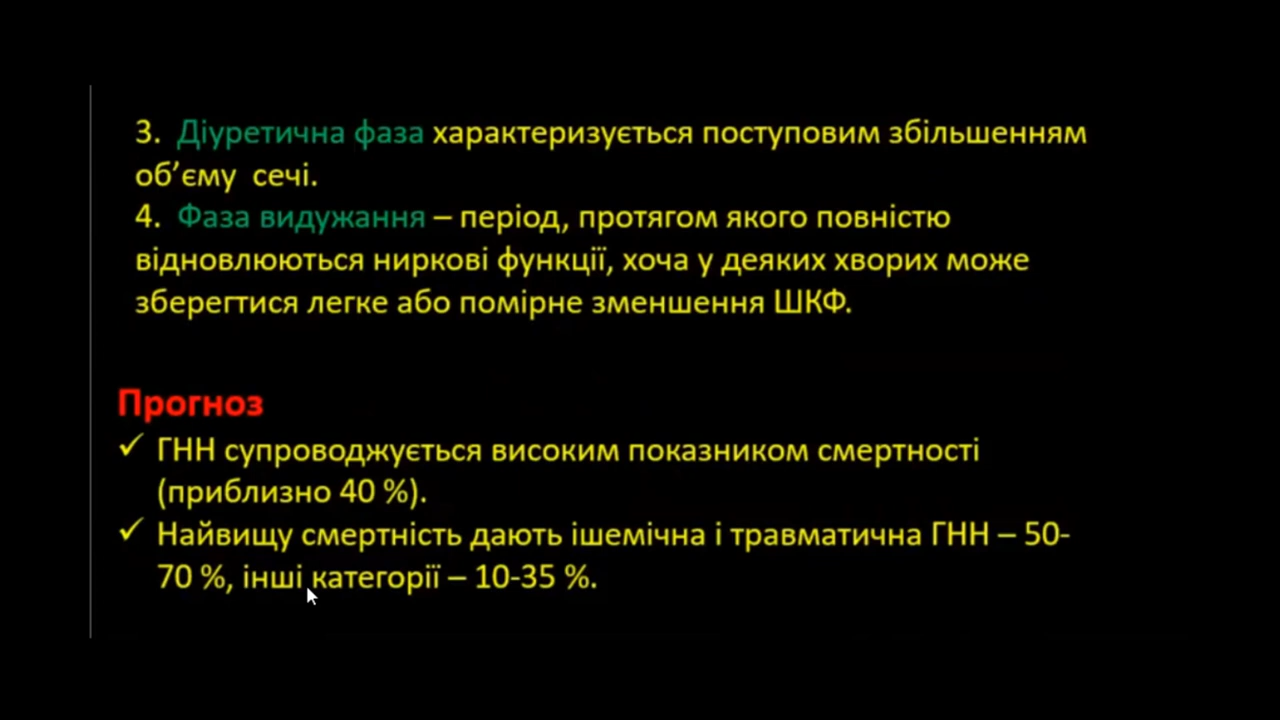 3. Діуретична фаза характеризується поступовим збільшенням
об’єму сечі.
4. Фаза видужання – період, протягом якого повністю
відновлюються ниркові функції, хоча у деяких хворих може
зберегтися легке або помірне зменшення ШКФ.
Прогноз
✓ ГНН супроводжується високим показником смертності
(приблизно 40 %).
✓ Найвищу смертність дають ішемічна і травматична ГНН – 50-
70 %, інші категорії – 10-35 %.